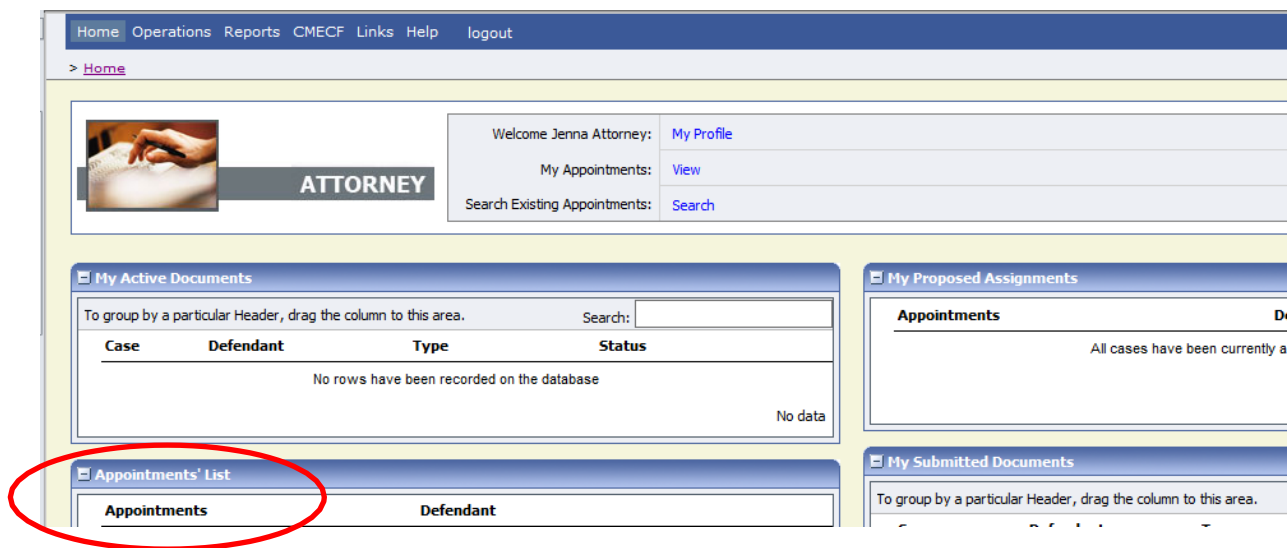 Home Operations Reports CMECF Links Help logout
> Home
ATTORNEY
Welcome Jenna Attorney: My Profile
My Appointments: View
Search Existing Appointments: Search
My Active Documents
To group by a particular Header, drag the column to this area. Search:
Case Defendant Type Status
No rows have been recorded on the database
No data
Appointments' List
Appointments Defendant
My Proposed Assignments
Appointments
All cases have been currently a
My Submitted Documents
To group by a particular Header, drag the column to this area.